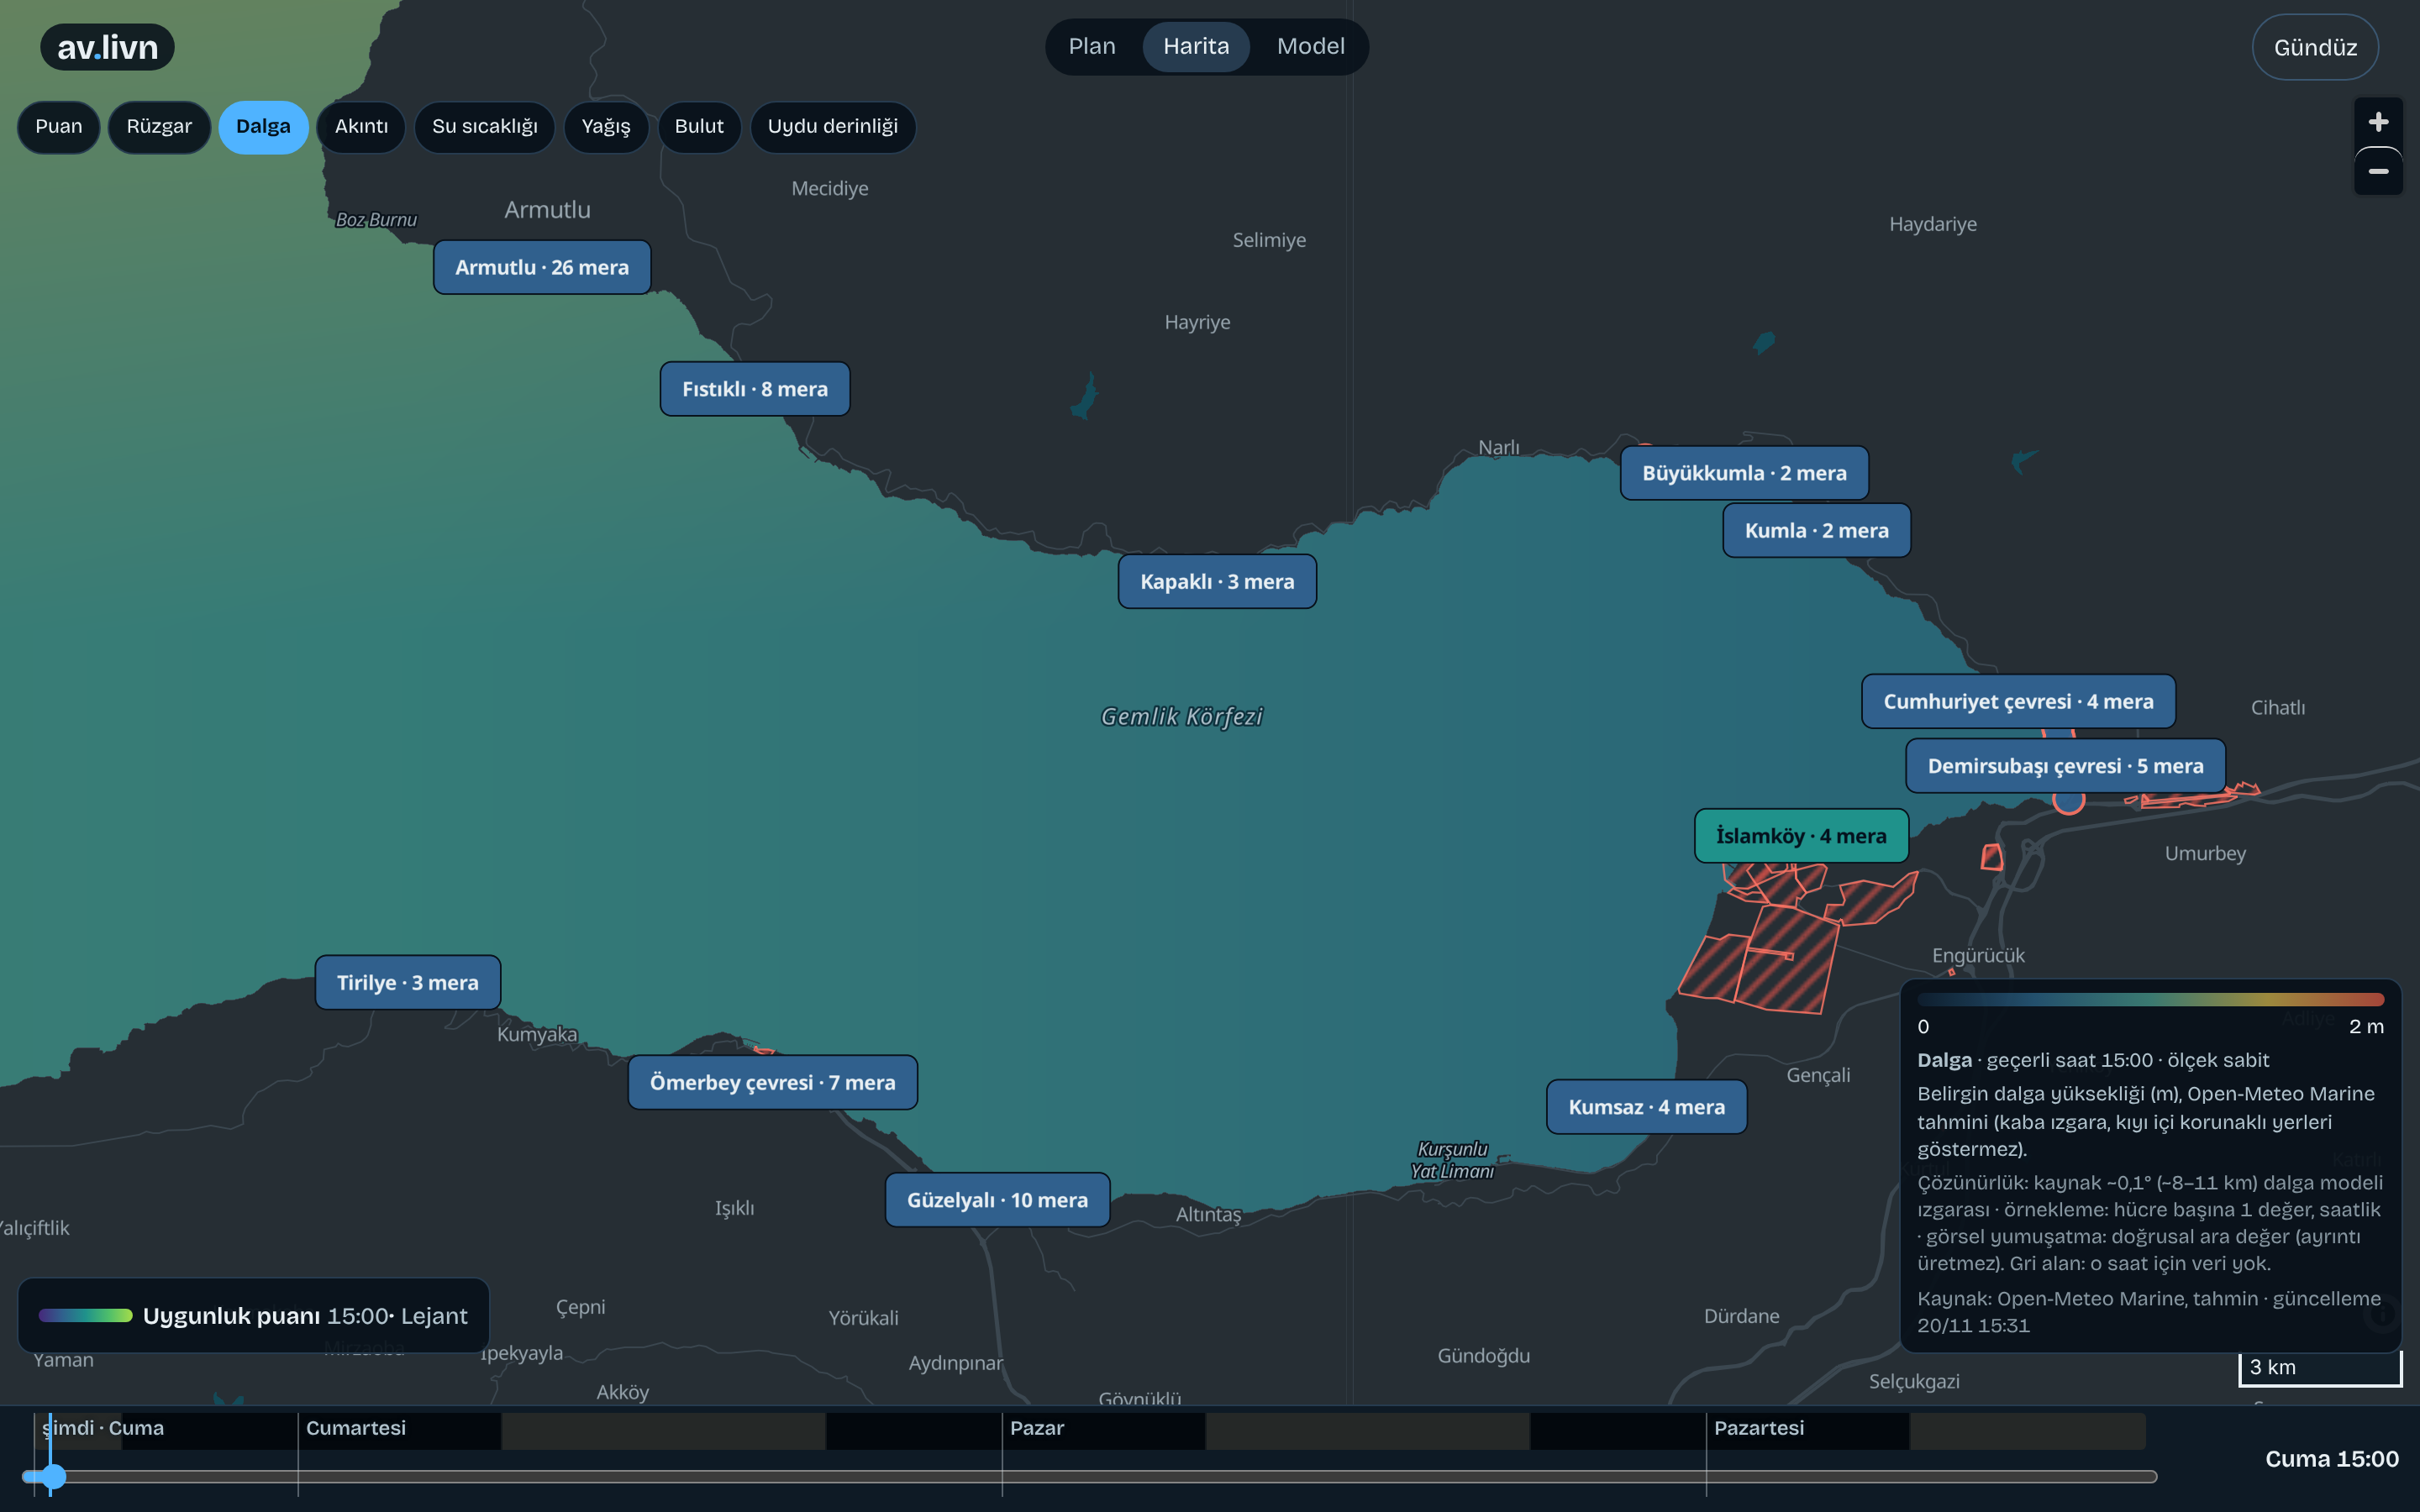 av.livn
Plan
Harita
Model
Gündüz
Puan
Rüzgar
Dalga
Akıntı
Su sıcaklığı
Yağış
Bulut
Uydu derinliği
+
−
Mecidiye
Armutlu
Boz Burnu
Selimiye
Haydariye
Armutlu · 26 mera
Hayriye
Fıstıklı · 8 mera
Narlı
Büyükkumla · 2 mera
Kumla · 2 mera
Kapaklı · 3 mera
Gemlik Körfezi
Cumhuriyet çevresi · 4 mera
Cihatlı
Demirsubaşı çevresi · 5 mera
İslamköy · 4 mera
Umurbey
Engürücük
Tirilye · 3 mera
Kumyaka
Ömerbey çevresi · 7 mera
Gençali
Kumsaz · 4 mera
Kurşunlu
Yat Limanı
Güzelyalı · 10 mera
Işıklı
Altıntaş
Yalıçiftlik
0
2 m
Dalga · geçerli saat 15:00 · ölçek sabit
Belirgin dalga yüksekliği (m), Open-Meteo Marine
tahmini (kaba ızgara, kıyı içi korunaklı yerleri
göstermez).
Çözünürlük: kaynak ~0,1° (~8–11 km) dalga modeli
ızgarası · örnekleme: hücre başına 1 değer, saatlik
· görsel yumuşatma: doğrusal ara değer (ayrıntı
üretmez). Gri alan: o saat için veri yok.
Kaynak: Open-Meteo Marine, tahmin · güncelleme
20/11 15:31
Uygunluk puanı 15:00 · Lejant
Çepni
Yörükali
Dürdane
Mirzaoba
Yaman
İpekyayla
Aydınpınar
Gündoğdu
3 km
Akköy
Göynüklü
Selçukgazi
şimdi · Cuma
Cumartesi
Pazar
Pazartesi
Cuma 15:00